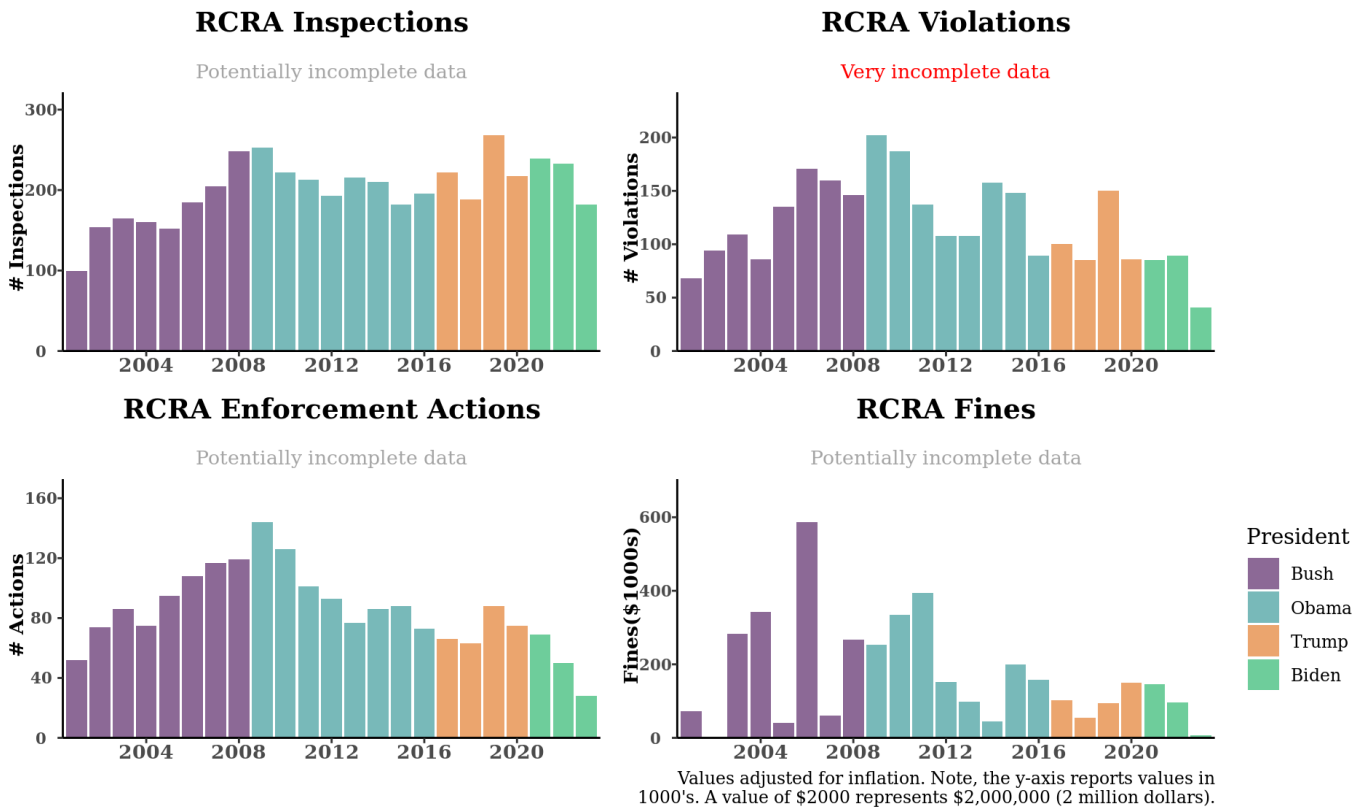 RCRA Inspections
Potentially incomplete data
# Inspections
300
200
100
0
2004
2012
2016
2020
RCRA Violations
Very incomplete data
# Violations
200
150
100
50
0
2004
2008
2012
2016
2020
RCRA Enforcement Actions
Potentially incomplete data
# Actions
160
120
80
40
0
2004
2008
2012
2016
2020
RCRA Fines
Potentially incomplete data
Fines($1000s)
600
400
200
0
2004
2008
2012
2016
2020
Values adjusted for inflation. Note, the y-axis reports values in
1000's. A value of $2000 represents $2,000,000 (2 million dollars).
President
Bush
Obama
Trump
Biden